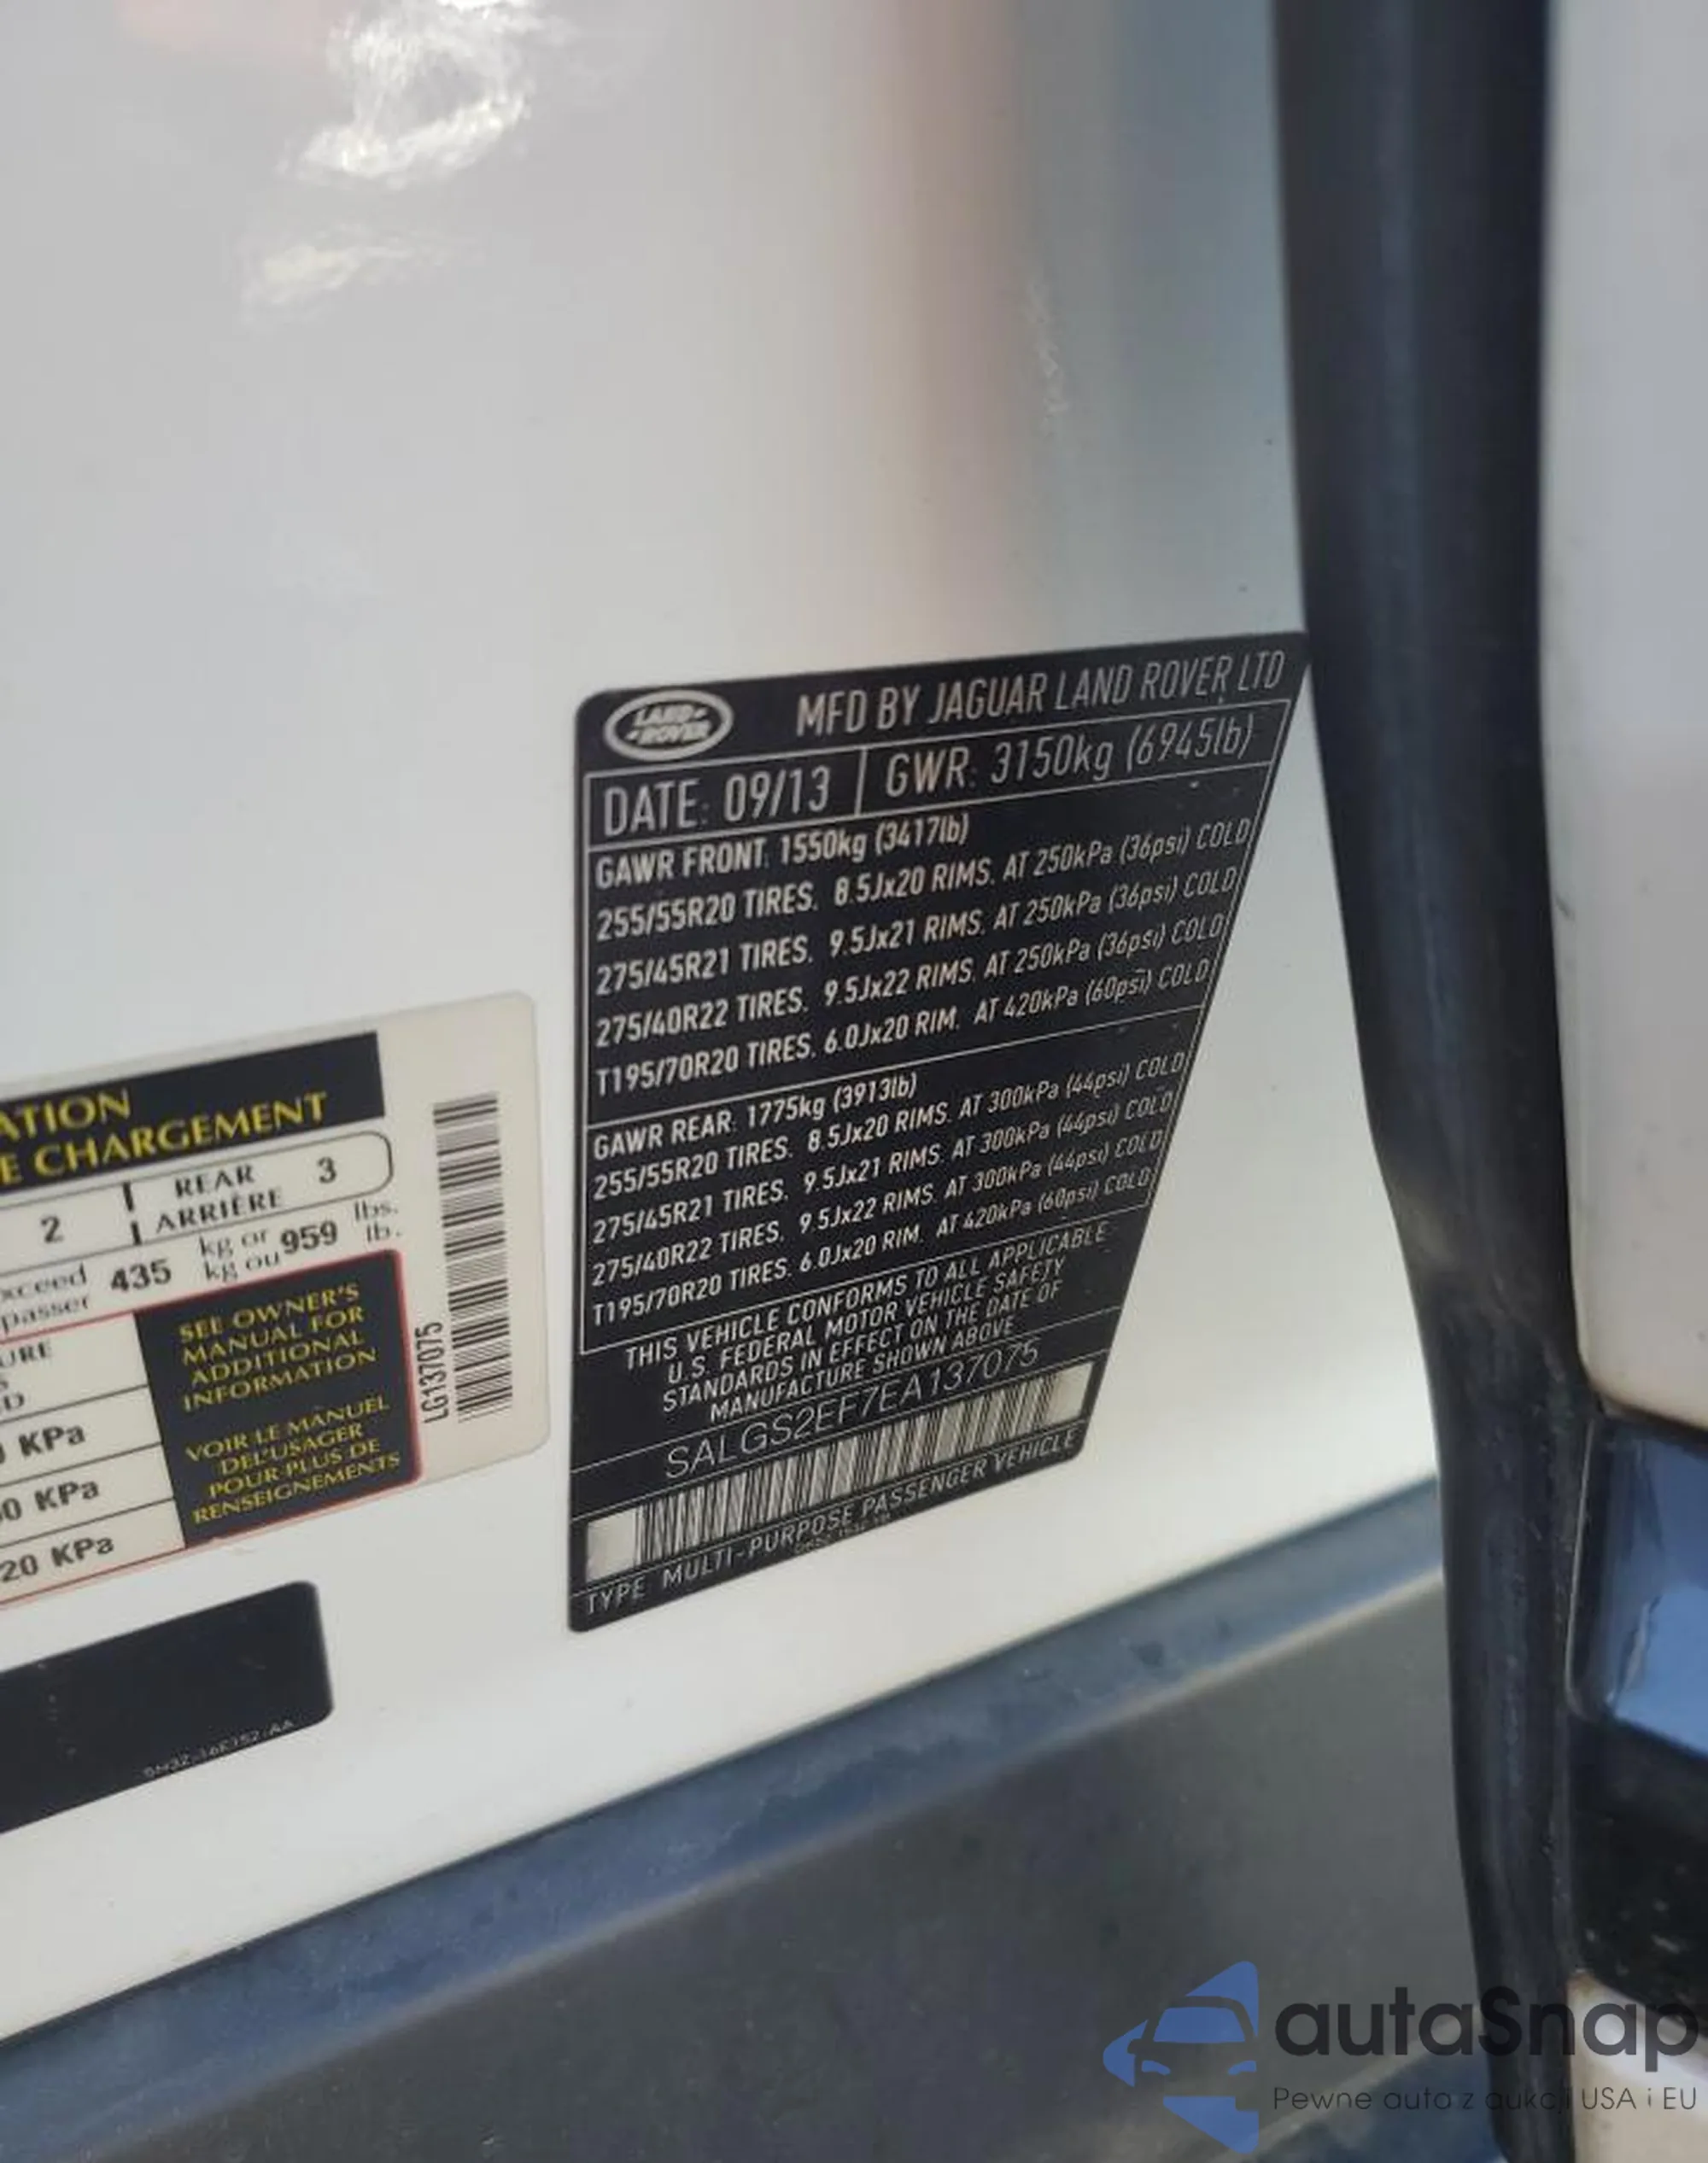 LAND-
-ROVER
MFD BY JAGUAR LAND ROVER LTD
DATE: 09/13 GWR: 3150kg (6945lb)
GAWR FRONT: 1550kg (3417lb)
255/55R20 TIRES. 8.5Jx20 RIMS. AT 250kPa (36psi) COLD
275/45R21 TIRES. 9.5Jx21 RIMS. AT 250kPa (36psi) COLD
275/40R22 TIRES. 9.5Jx22 RIMS. AT 250kPa (36psi) COLD
T195/70R20 TIRES. 6.0Jx20 RIM. AT 420kPa (60psi) COLD
GAWR REAR: 1775kg (3913lb)
255/55R20 TIRES. 8.5Jx20 RIMS. AT 300kPa (44psi) COLD
275/45R21 TIRES. 9.5Jx21 RIMS. AT 300kPa (44psi) COLD
275/40R22 TIRES. 9.5Jx22 RIMS. AT 300kPa (44psi) COLD
T195/70R20 TIRES. 6.0Jx20 RIM. AT 420kPa (60psi) COLD
THIS VEHICLE CONFORMS TO ALL APPLICABLE
U.S. FEDERAL MOTOR VEHICLE SAFETY
STANDARDS IN EFFECT ON THE DATE OF
MANUFACTURE SHOWN ABOVE
SALGS2EF7EA137075
TYPE MULTI-PURPOSE PASSENGER VEHICLE
ATION
E CHARGEMENT
2 REAR 3
ARRIÈRE
xceed 435 kg or 959 lbs.
passer kg ou lb.
URE
S
D
KPa
0 KPa
20 KPa
SEE OWNER'S
MANUAL FOR
ADDITIONAL
INFORMATION
VOIR LE MANUEL
DEL'USAGER
POUR PLUS DE
RENSEIGNEMENTS
LG137075
autaSnap
Pewne auto z aukcji USA i EU